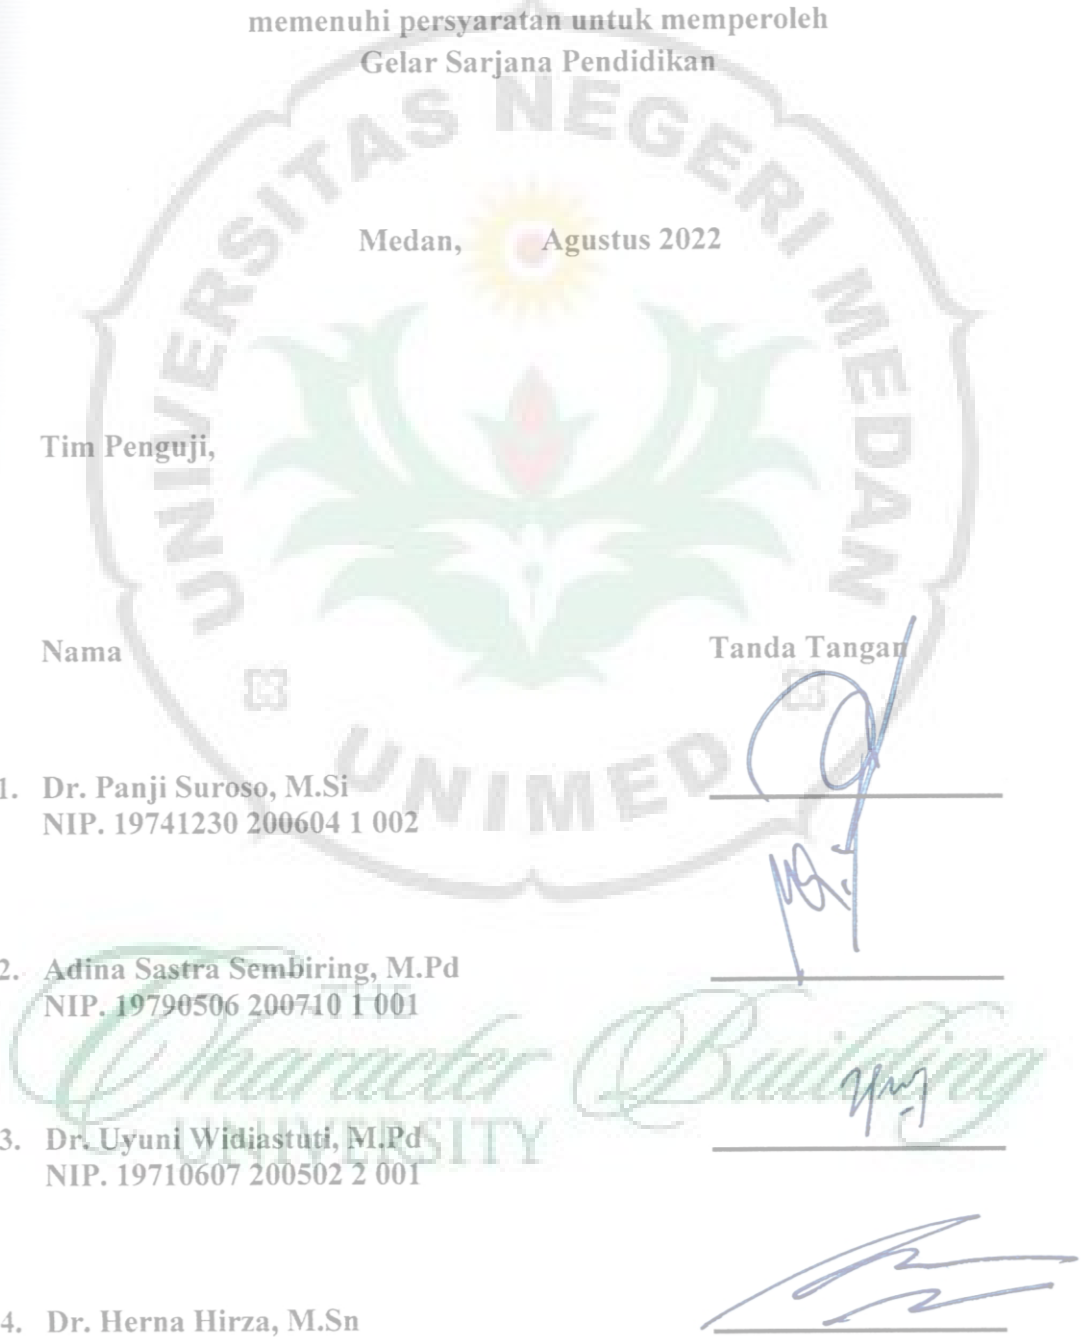 memenuhi persyaratan untuk memperoleh
Gelar Sarjana Pendidikan
UNIVERSITAS NEGERI MEDAN
Medan, Agustus 2022
Tim Penguji,
Nama Tanda Tangan
UNIMED
1. Dr. Panji Suroso, M.Si
NIP. 19741230 200604 1 002
2. Adina Sastra Sembiring, M.Pd
THE
NIP. 19790506 200710 1 001
Character Building
UNIVERSITY
3. Dr. Uyuni Widiastuti, M.Pd
NIP. 19710607 200502 2 001
4. Dr. Herna Hirza, M.Sn